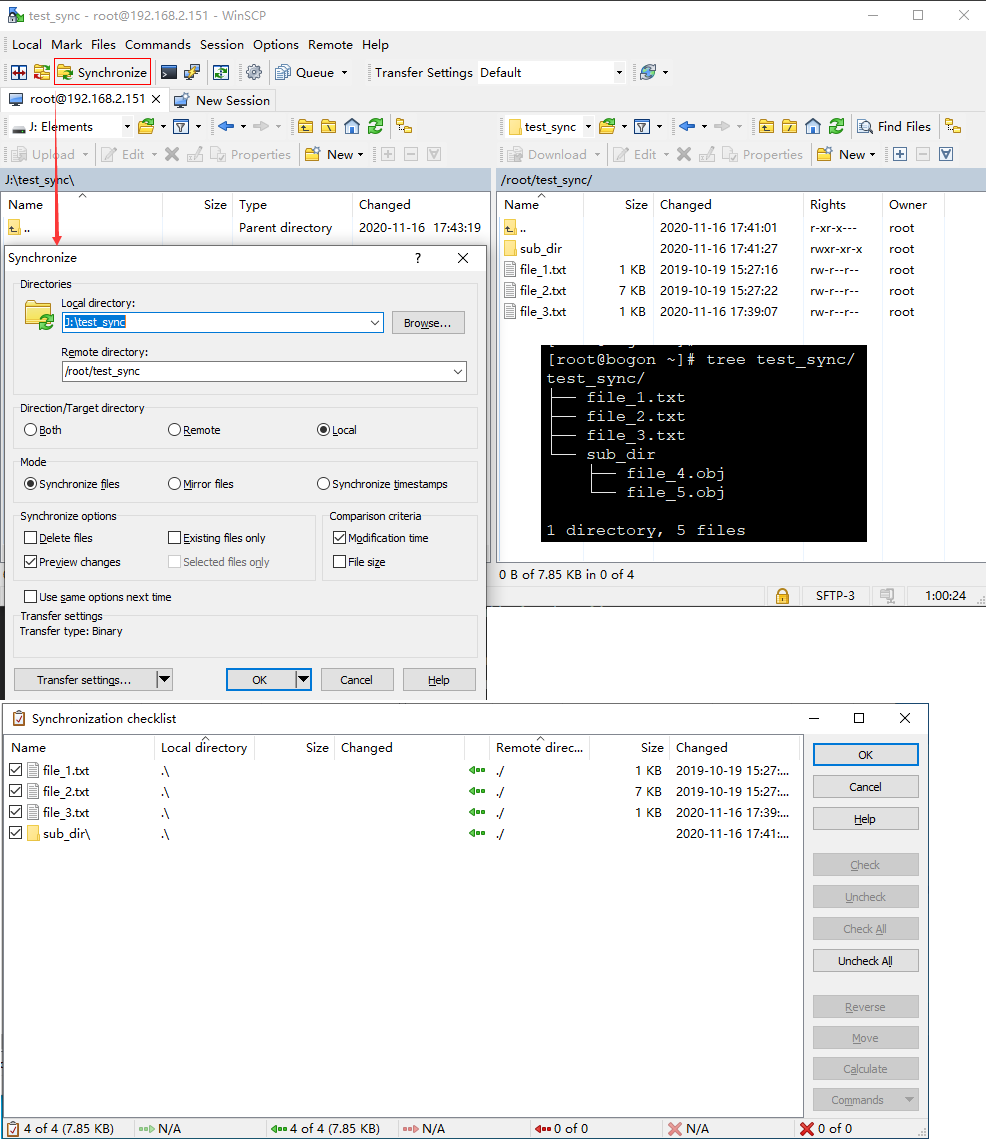 test_sync - root@192.168.2.151 - WinSCP
Local Mark Files Commands Session Options Remote Help
Synchronize Queue Transfer Settings Default
root@192.168.2.151 New Session
J: Elements
test_sync Find Files
Upload Edit Properties New
Download Edit Properties New
J:\test_sync\
/root/test_sync/
Name Size Type Changed
.. Parent directory 2020-11-16 17:43:19
Name Size Changed Rights Owner
.. 2020-11-16 17:41:01 r-xr-x--- root
sub_dir 2020-11-16 17:41:27 rwxr-xr-x root
file_1.txt 1 KB 2019-10-19 15:27:16 rw-r--r-- root
file_2.txt 7 KB 2019-10-19 15:27:22 rw-r--r-- root
file_3.txt 1 KB 2020-11-16 17:39:07 rw-r--r-- root
[root@bogon ~]# tree test_sync/
test_sync/
├── file_1.txt
├── file_2.txt
├── file_3.txt
└── sub_dir
├── file_4.obj
└── file_5.obj
1 directory, 5 files
0 B of 7.85 KB in 0 of 4
SFTP-3 1:00:24
Synchronize ?
Directories
Local directory:
J:\test_sync Browse...
Remote directory:
/root/test_sync
Direction/Target directory
Both Remote Local
Mode
Synchronize files Mirror files Synchronize timestamps
Synchronize options
Delete files Existing files only
Preview changes Selected files only
Comparison criteria
Modification time
File size
Use same options next time
Transfer settings
Transfer type: Binary
Transfer settings... OK Cancel Help
Synchronization checklist
Name Local directory Size Changed Remote direc... Size Changed
file_1.txt .\ ./ 1 KB 2019-10-19 15:27:...
file_2.txt .\ ./ 7 KB 2019-10-19 15:27:...
file_3.txt .\ ./ 1 KB 2020-11-16 17:39:...
sub_dir\ .\ ./ 2020-11-16 17:41:...
OK
Cancel
Help
Check
Uncheck
Check All
Uncheck All
Reverse
Move
Calculate
Commands
4 of 4 (7.85 KB) N/A 4 of 4 (7.85 KB) N/A 0 of 0 N/A 0 of 0